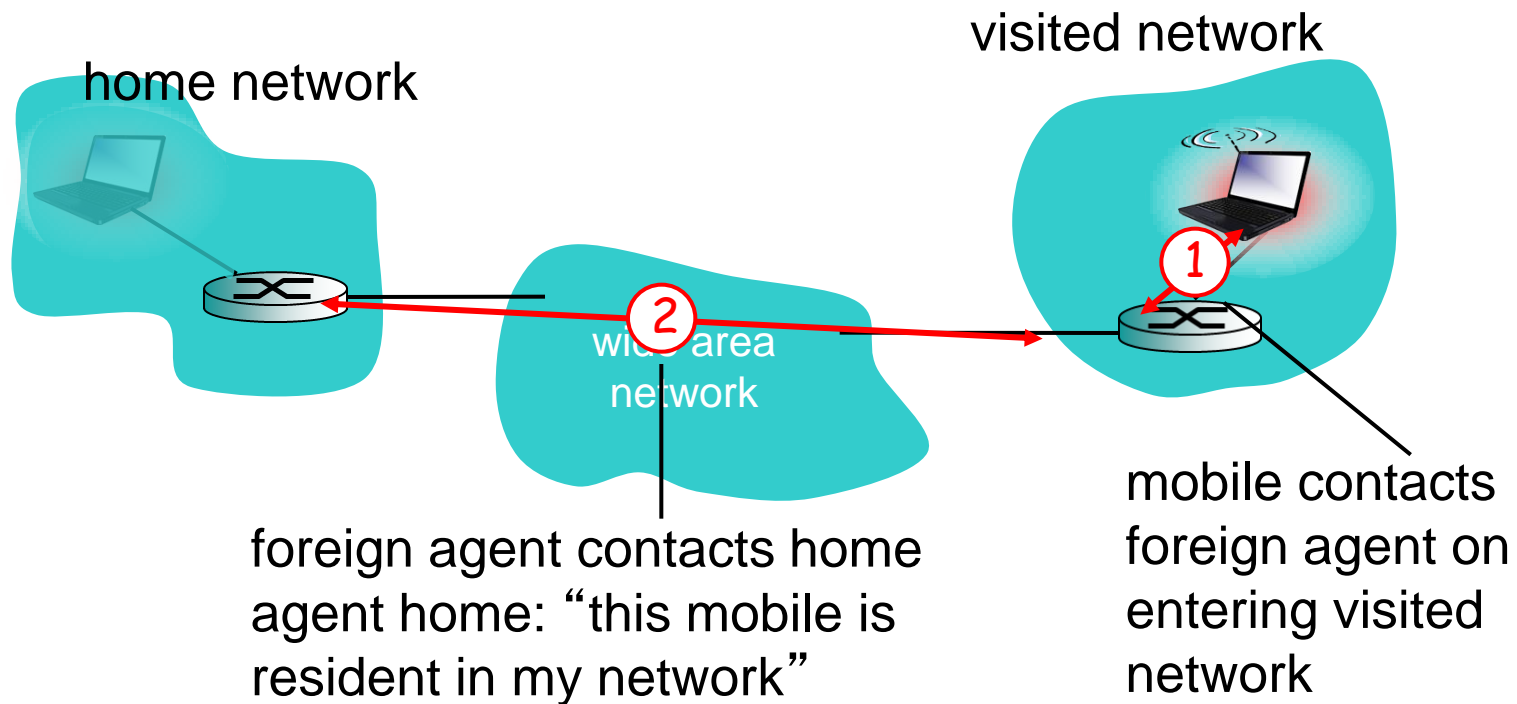 visited network
home network
1
2
wide area
network
foreign agent contacts home
agent home: “this mobile is
resident in my network”
mobile contacts
foreign agent on
entering visited
network